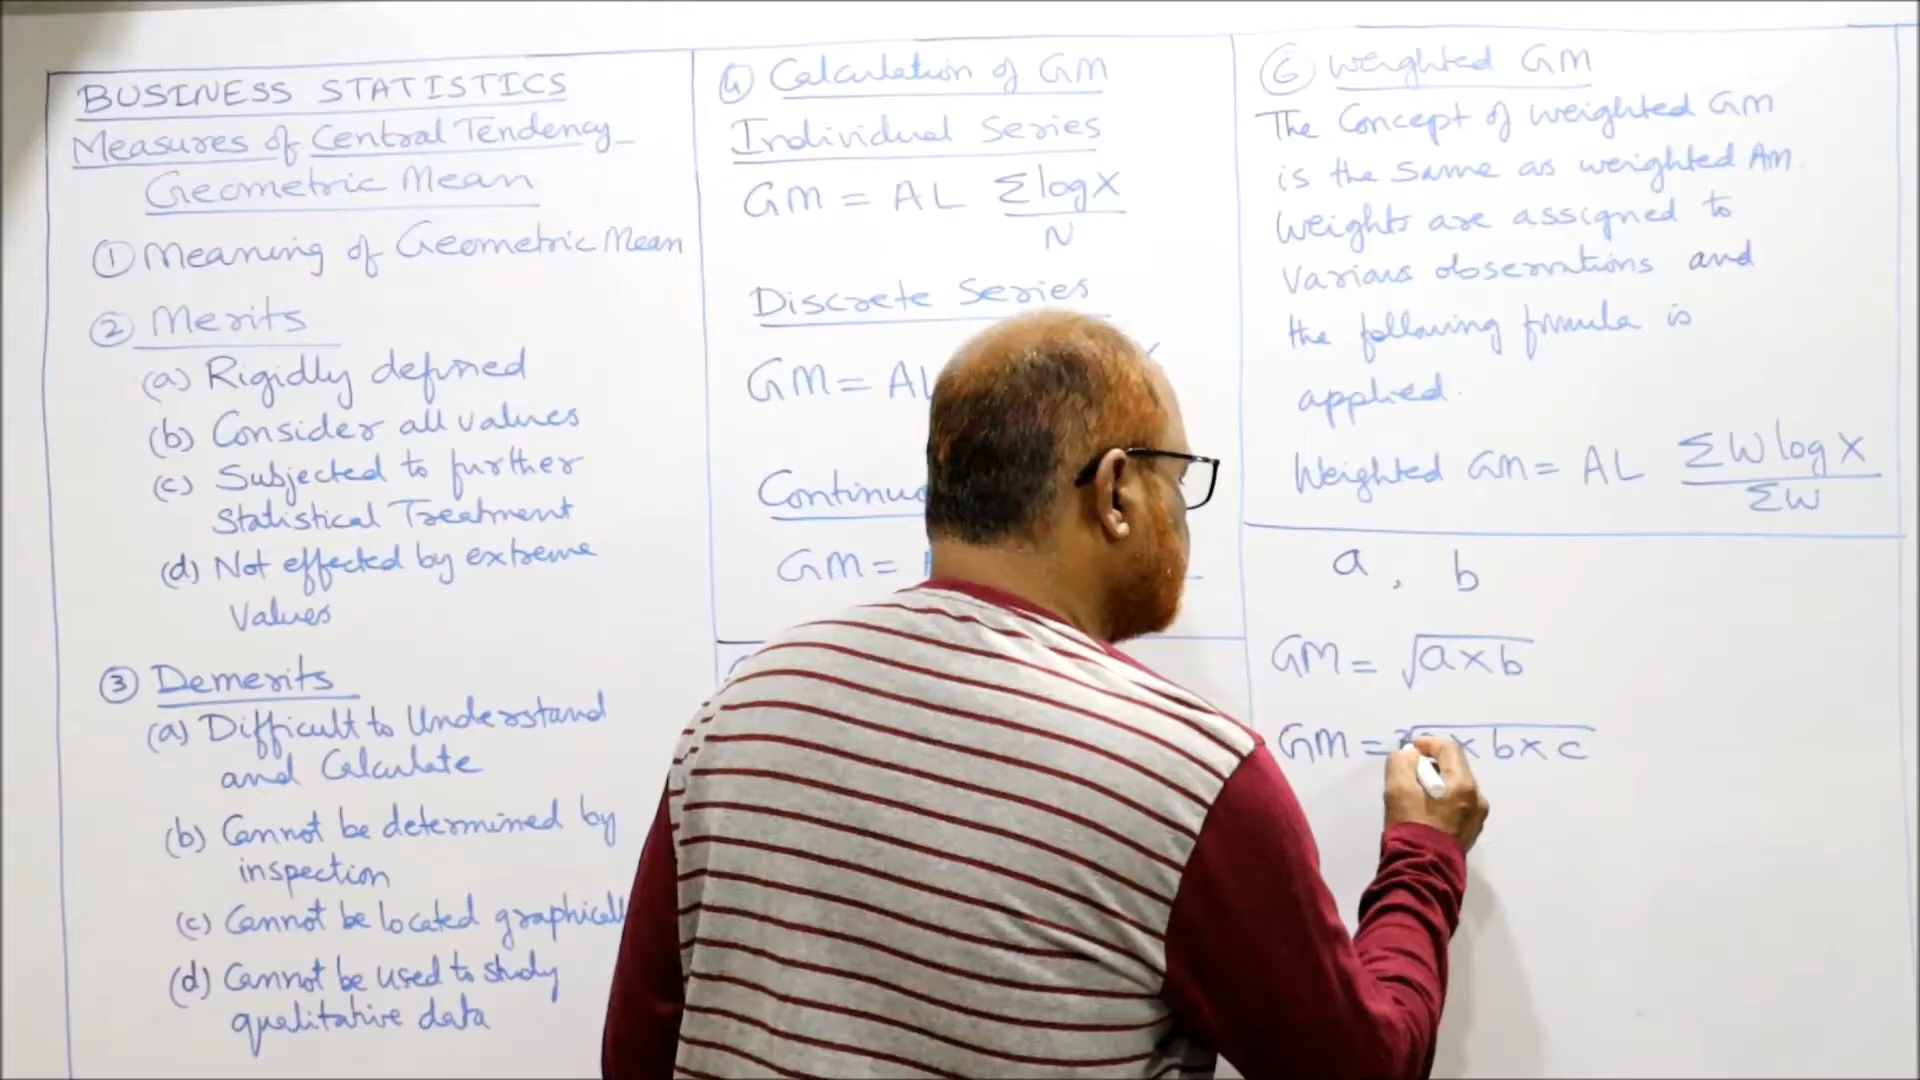 BUSINESS STATISTICS
Measures of Central Tendency
Geometric Mean
① Meaning of Geometric Mean
② Merits
(a) Rigidly defined
(b) Consider all values
(c) Subjected to further
Statistical Treatment
(d) Not effected by extreme
Values
③ Demerits
(a) Difficult to Understand
and Calculate
(b) Cannot be determined by
inspection
(c) Cannot be located graphicall
(d) Cannot be used to study
qualitative data
④ Calculation of GM
Individual Series
GM = AL Σ log X
N
Discrete Series
GM = AL
Continuo
GM =
⑥ Weighted GM
The Concept of weighted GM
is the same as weighted AM.
Weights are assigned to
Various observations and
the following formula is
applied.
Weighted GM = AL ΣW log X
ΣW
a, b
GM = √a×b
GM = × b × c